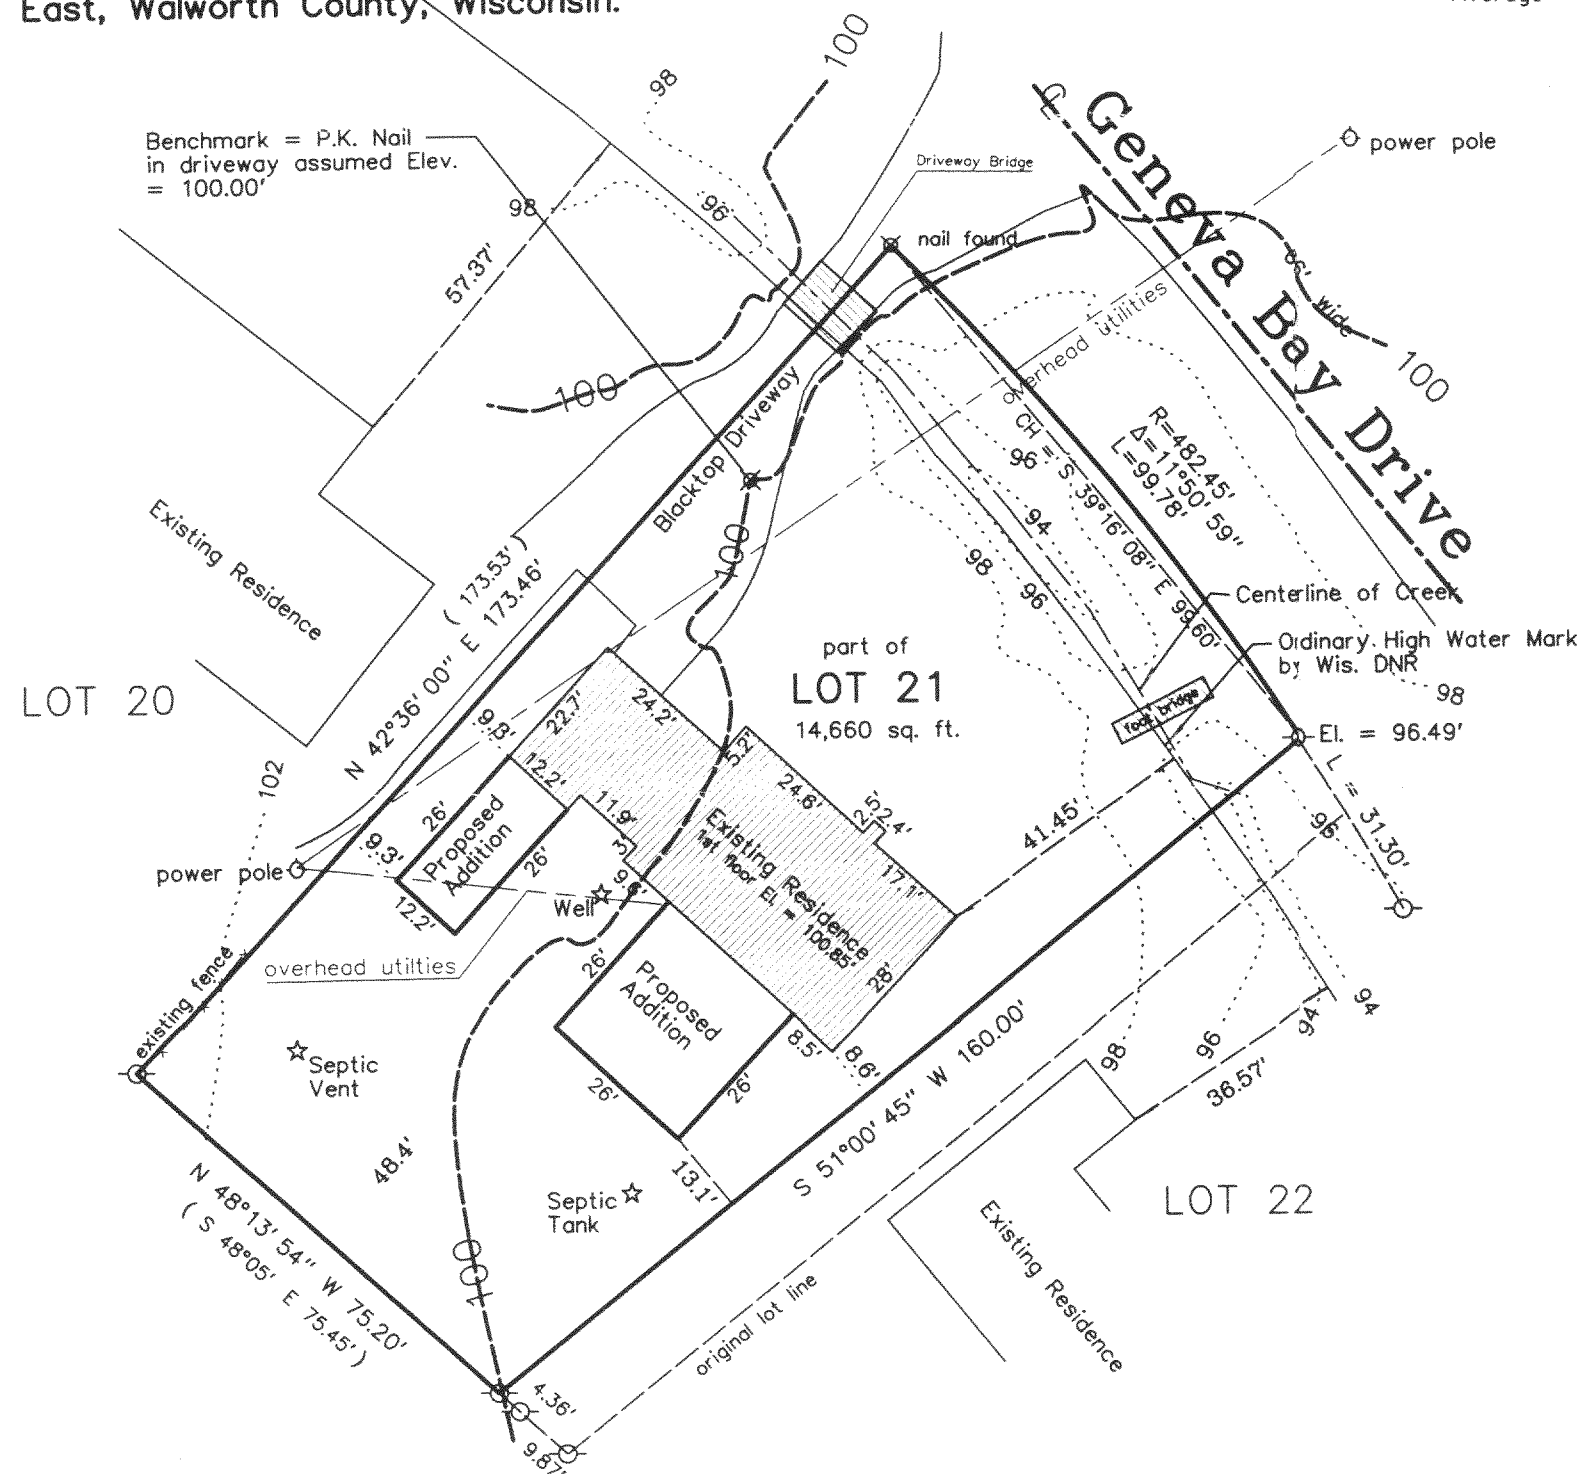 East, Walworth County, Wisconsin.
Benchmark = P.K. Nail
in driveway assumed Elev.
= 100.00'
98
98
96
100
100
57.37'
Driveway Bridge
nail found
℄ Geneva Bay Drive
66' wide
power pole
100
overhead utilities
R=482.45'
Δ=11°50' 59"
L=99.78'
CH = S 39°16' 08" E 99.60'
96
94
98
96
Blacktop Driveway
100
Existing Residence
( 173.53' )
N 42°36' 00" E 173.46'
LOT 20
102
part of
LOT 21
14,660 sq. ft.
Centerline of Creek
Ordinary High Water Mark
by Wis. DNR
98
foot bridge
El. = 96.49'
L = 31.30'
96
9.3'
22.7'
24.2'
5.2'
24.6'
2.5'
2.4'
17.1'
41.45'
12.2'
11.9'
26'
Proposed
Addition
26'
9.3'
12.2'
Existing Residence
1st floor El. = 100.85'
28'
power pole
Well
overhead utilties
existing fence
26'
Proposed
Addition
26'
26'
8.5'
8.6'
13.1'
Septic
Vent
48.4'
Septic
Tank
100
S 51°00' 45" W 160.00'
98
96
94
94
36.57'
LOT 22
Existing Residence
original lot line
N 48°13' 54" W 75.20'
( S 48°05' E 75.45' )
4.36'
9.87'